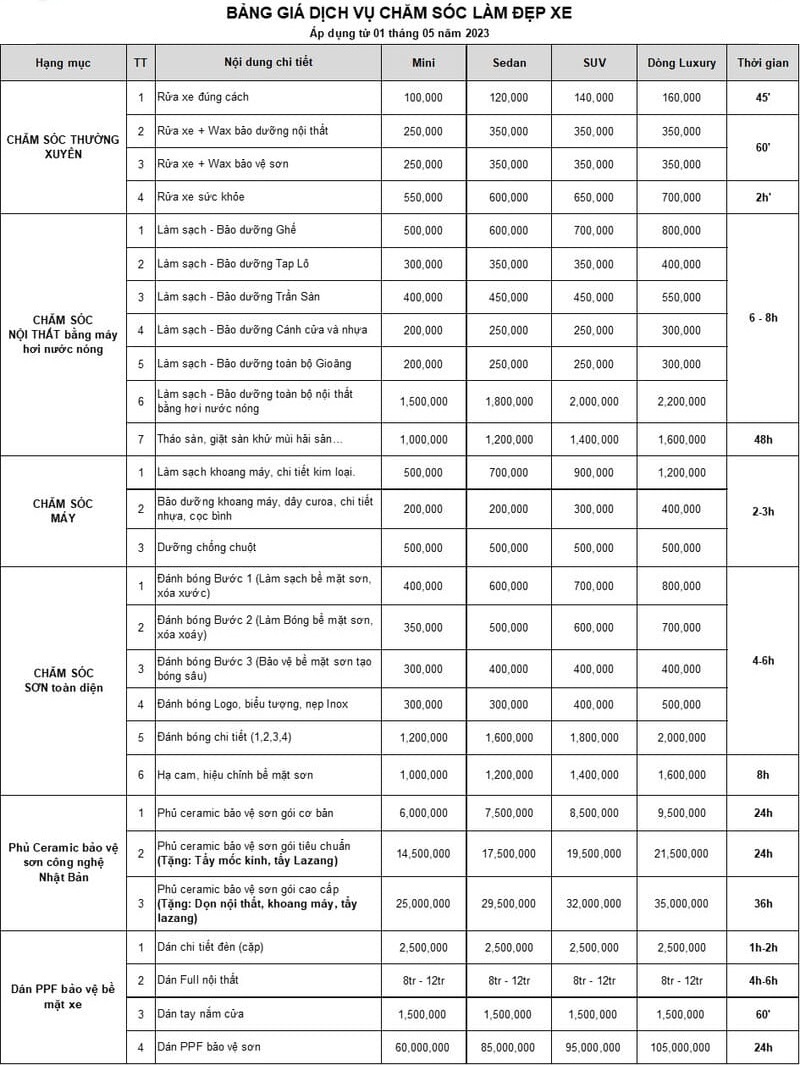 BẢNG GIÁ DỊCH VỤ CHĂM SÓC LÀM ĐẸP XE
Áp dụng từ 01 tháng 05 năm 2023
Hạng mục TT Nội dung chi tiết Mini Sedan SUV Dòng Luxury Thời gian
CHĂM SÓC THƯỜNG
XUYÊN
1 Rửa xe đúng cách 100,000 120,000 140,000 160,000 45'
2 Rửa xe + Wax bảo dưỡng nội thất 250,000 350,000 350,000 350,000
60'
3 Rửa xe + Wax bảo vệ sơn 250,000 350,000 350,000 350,000
4 Rửa xe sức khỏe 550,000 600,000 650,000 700,000 2h'
CHĂM SÓC
NỘI THẤT bằng máy
hơi nước nóng
1 Làm sạch - Bảo dưỡng Ghế 500,000 600,000 700,000 800,000
2 Làm sạch - Bảo dưỡng Tap Lô 300,000 350,000 350,000 400,000
3 Làm sạch - Bảo dưỡng Trần Sàn 400,000 450,000 450,000 550,000
6 - 8h
4 Làm sạch - Bảo dưỡng Cánh cửa và nhựa 200,000 250,000 250,000 300,000
5 Làm sạch - Bảo dưỡng toàn bộ Gioăng 200,000 250,000 250,000 300,000
6 Làm sạch - Bảo dưỡng toàn bộ nội thất
bằng hơi nước nóng 1,500,000 1,800,000 2,000,000 2,200,000
7 Tháo sàn, giặt sàn khử mùi hải sản... 1,000,000 1,200,000 1,400,000 1,600,000 48h
CHĂM SÓC
MÁY
1 Làm sạch khoang máy, chi tiết kim loại. 500,000 700,000 900,000 1,200,000
2 Bảo dưỡng khoang máy, dây curoa, chi tiết
nhựa, cọc bình 200,000 200,000 300,000 400,000
2-3h
3 Dưỡng chống chuột 500,000 500,000 500,000 500,000
CHĂM SÓC
SƠN toàn diện
1 Đánh bóng Bước 1 (Làm sạch bề mặt sơn,
xóa xước) 400,000 600,000 700,000 800,000
2 Đánh bóng Bước 2 (Làm Bóng bề mặt sơn,
xóa xoáy) 350,000 500,000 600,000 700,000
3 Đánh bóng Bước 3 (Bảo vệ bề mặt sơn tạo
bóng sâu) 300,000 400,000 400,000 400,000
4-6h
4 Đánh bóng Logo, biểu tượng, nẹp Inox 300,000 300,000 400,000 500,000
5 Đánh bóng chi tiết (1,2,3,4) 1,200,000 1,600,000 1,800,000 2,000,000
6 Hạ cam, hiệu chỉnh bề mặt sơn 1,000,000 1,200,000 1,400,000 1,600,000 8h
Phủ Ceramic bảo vệ
sơn công nghệ
Nhật Bản
1 Phủ ceramic bảo vệ sơn gói cơ bản 6,000,000 7,500,000 8,500,000 9,500,000 24h
2 Phủ ceramic bảo vệ sơn gói tiêu chuẩn
(Tặng: Tẩy mốc kính, tẩy Lazang) 14,500,000 17,500,000 19,500,000 21,500,000 24h
3 Phủ ceramic bảo vệ sơn gói cao cấp
(Tặng: Dọn nội thất, khoang máy, tẩy
lazang) 25,000,000 29,500,000 32,000,000 35,000,000 36h
Dán PPF bảo vệ bề
mặt xe
1 Dán chi tiết đèn (cặp) 2,500,000 2,500,000 2,500,000 2,500,000 1h-2h
2 Dán Full nội thất 8tr - 12tr 8tr - 12tr 8tr - 12tr 8tr - 12tr 4h-6h
3 Dán tay nắm cửa 1,500,000 1,500,000 1,500,000 1,500,000 60'
4 Dán PPF bảo vệ sơn 60,000,000 85,000,000 95,000,000 105,000,000 24h